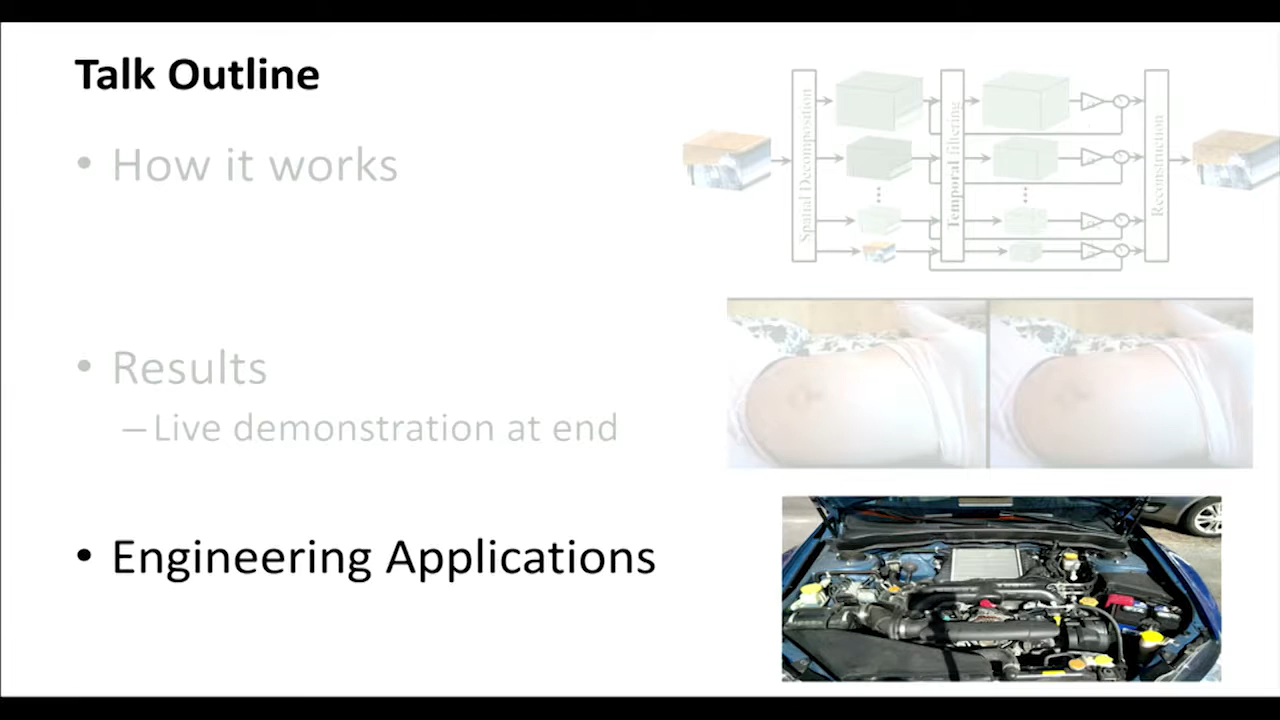 Talk Outline
• How it works
Spatial Decomposition
Temporal filtering
Reconstruction
• Results
–Live demonstration at end
• Engineering Applications